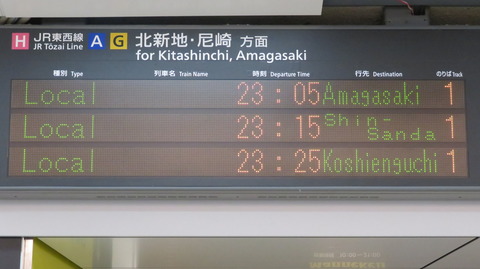 H JR東西線 A G 北新地・尼崎 方面
JR Tōzai Line for Kitashinchi, Amagasaki
種別 Type 列車名 Train Name 時刻 Departure Time 行先 Destination のりば Track
Local 23:05 Amagasaki 1
Local 23:15 Shin-Sanda 1
Local 23:25 Koshienguchi 1